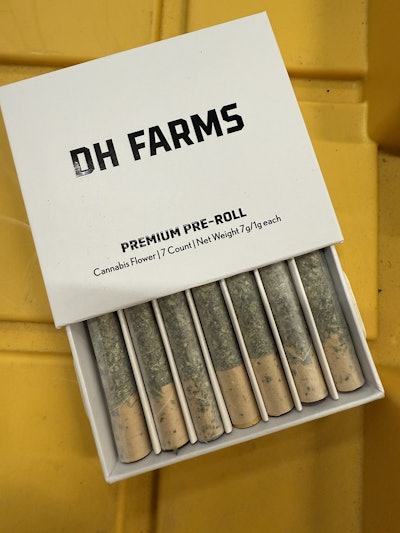 DH FARMS
PREMIUM PRE-ROLL
Cannabis Flower | 7 Count | Net Weight 7g/1g each